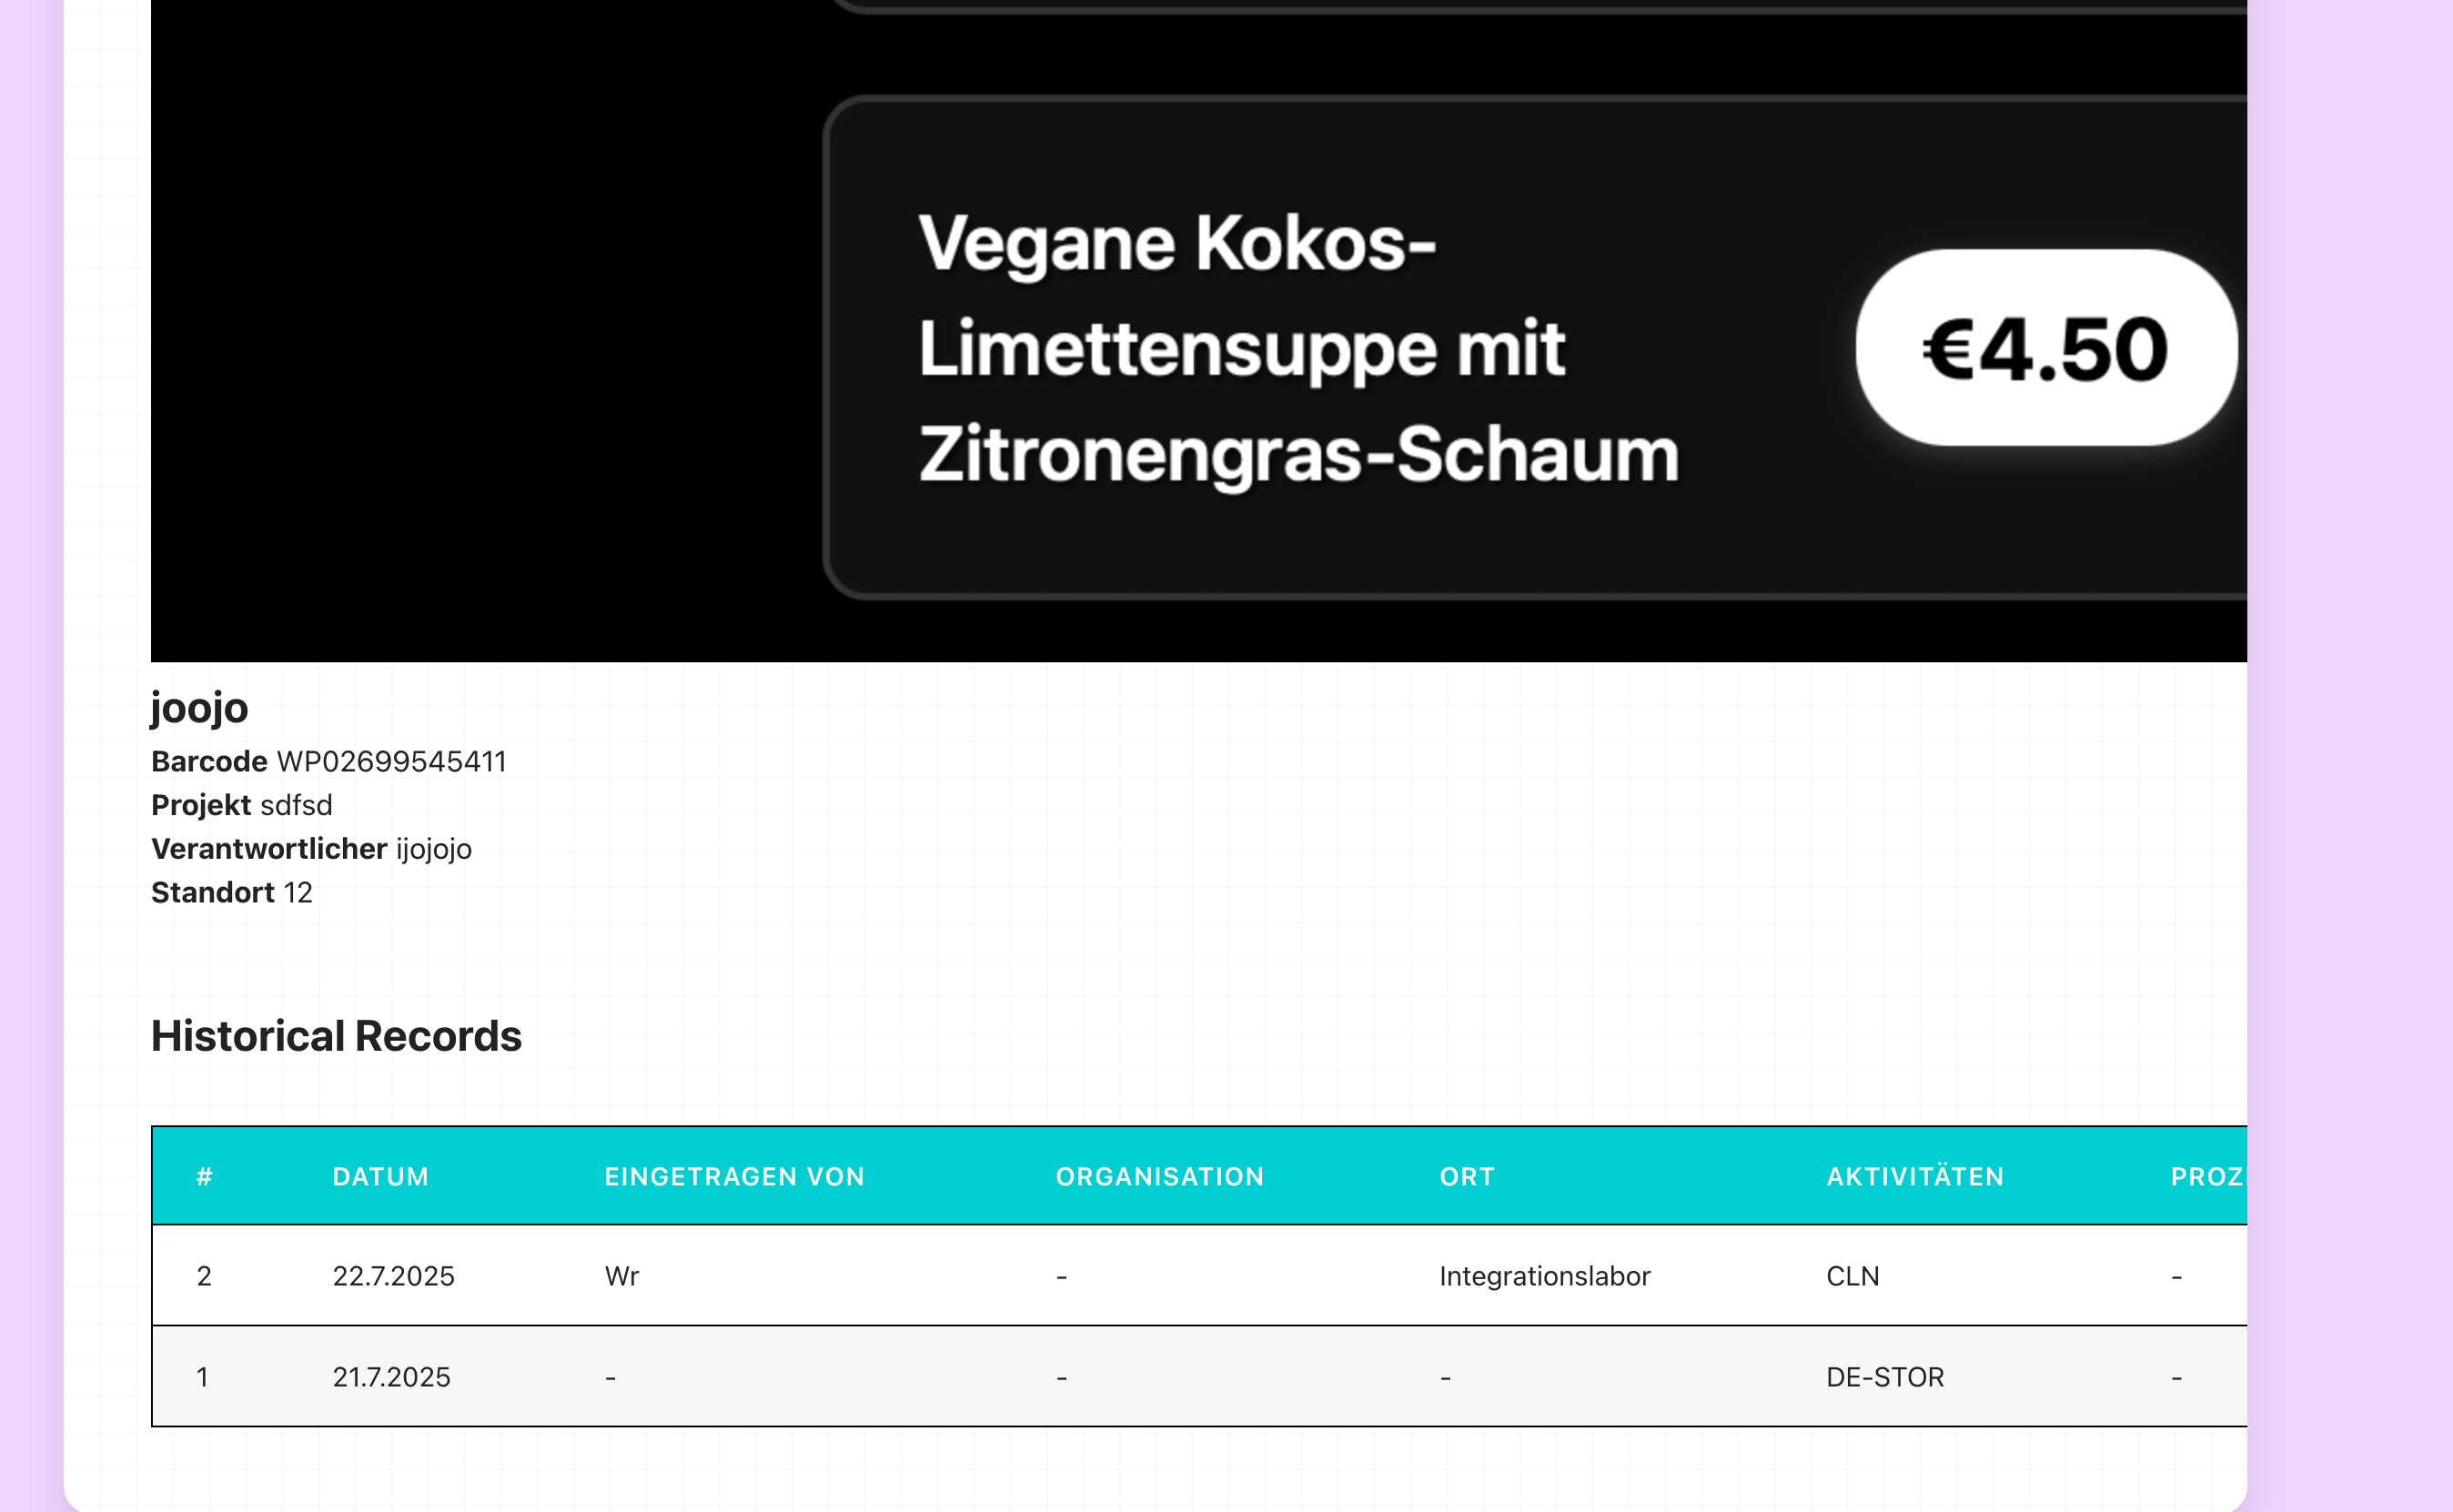 Vegane Kokos-
Limettensuppe mit
Zitronengras-Schaum
€4.50
joojo
Barcode WP02699545411
Projekt sdfsd
Verantwortlicher ijojojo
Standort 12
Historical Records
# DATUM EINGETRAGEN VON ORGANISATION ORT AKTIVITÄTEN
2 22.7.2025 Wr - Integrationslabor CLN -
1 21.7.2025 - - - DE-STOR -